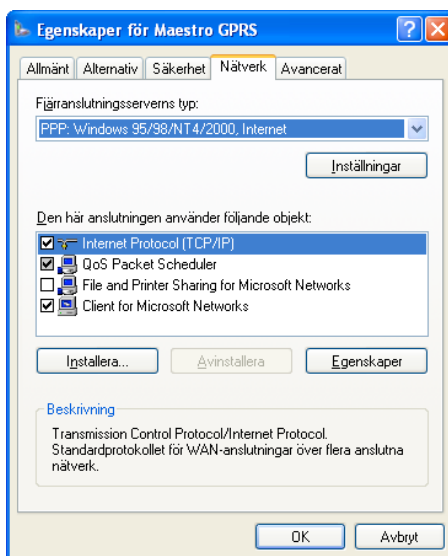 Egenskaper för Maestro GPRS
Allmänt Alternativ Säkerhet Nätverk Avancerat
Fjärranslutningsserverns typ:
PPP: Windows 95/98/NT4/2000, Internet
Inställningar
Den här anslutningen använder följande objekt:
Internet Protocol (TCP/IP)
QoS Packet Scheduler
File and Printer Sharing for Microsoft Networks
Client for Microsoft Networks
Installera... Avinstallera Egenskaper
Beskrivning
Transmission Control Protocol/Internet Protocol.
Standardprotokollet för WAN-anslutningar över flera anslutna
nätverk.
OK Avbryt